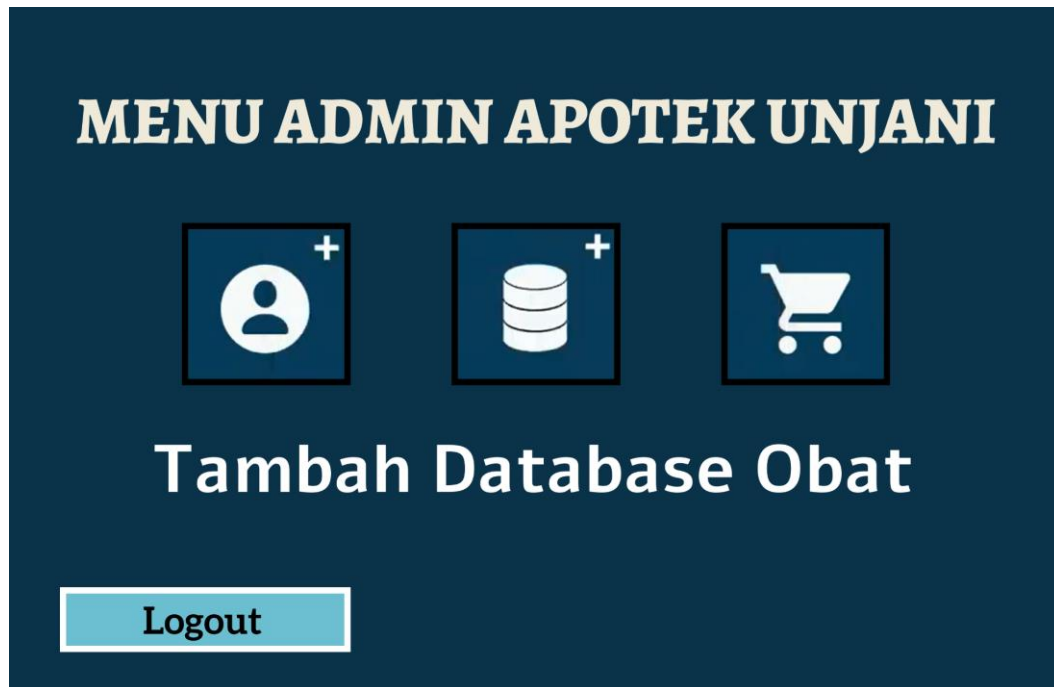 MENU ADMIN APOTEK UNJANI
+
+
Tambah Database Obat
Logout